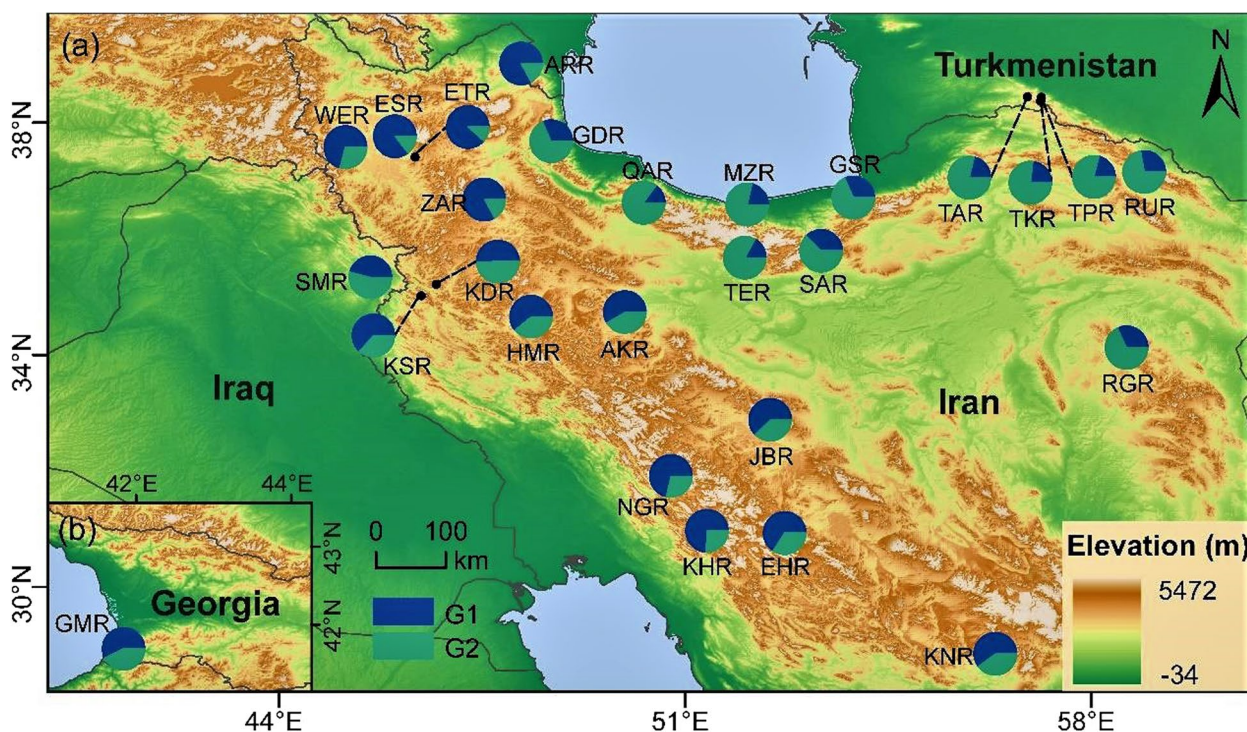 (a)
N
Turkmenistan
ARR
ETR
ESR
WER
GDR
38°N
QAR
MZR
GSR
ZAR
TAR
TKR
TPR
RUR
SMR
KDR
TER
SAR
HMR
AKR
KSR
34°N
RGR
Iraq
Iran
JBR
42°E
44°E
NGR
(b)
0 100
km
KHR
EHR
Elevation (m)
5472
-34
43°N
42°N
30°N
Georgia
G1
G2
GMR
KNR
44°E
51°E
58°E